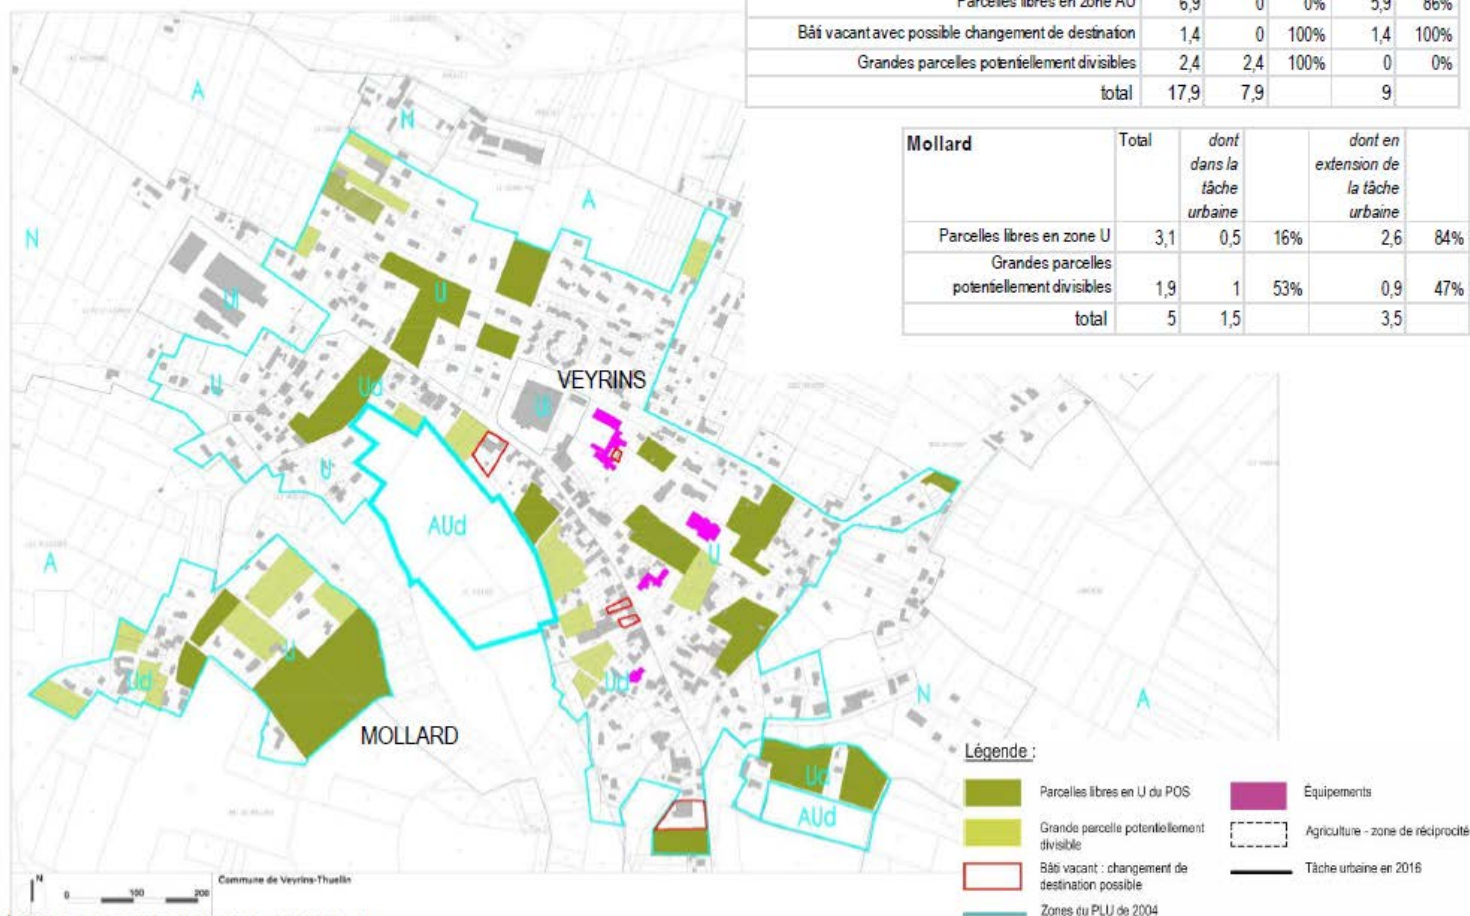 Parcelles libres en zone AU 6,9 0 0% 5,9 86%
Bâti vacant avec possible changement de destination 1,4 0 100% 1,4 100%
Grandes parcelles potentiellement divisibles 2,4 2,4 100% 0 0%
total 17,9 7,9 9
Mollard Total dont dont en
dans la extension de
tâche la tâche
urbaine urbaine
Parcelles libres en zone U 3,1 0,5 16% 2,6 84%
Grandes parcelles
potentiellement divisibles 1,9 1 53% 0,9 47%
total 5 1,5 3,5
A
N
A
N
UI
U
U
Ud
VEYRINS
UI
U
AUd
U
A
U
Ud
Ud
N
A
MOLLARD
Ud
AUd
Légende :
Parcelles libres en U du POS
Équipements
Grande parcelle potentiellement
divisible
Agriculture - zone de réciprocité
Bâti vacant : changement de
destination possible
Tâche urbaine en 2016
Zones du PLU de 2004
N
0 100 200
Commune de Veyrins-Thuellin